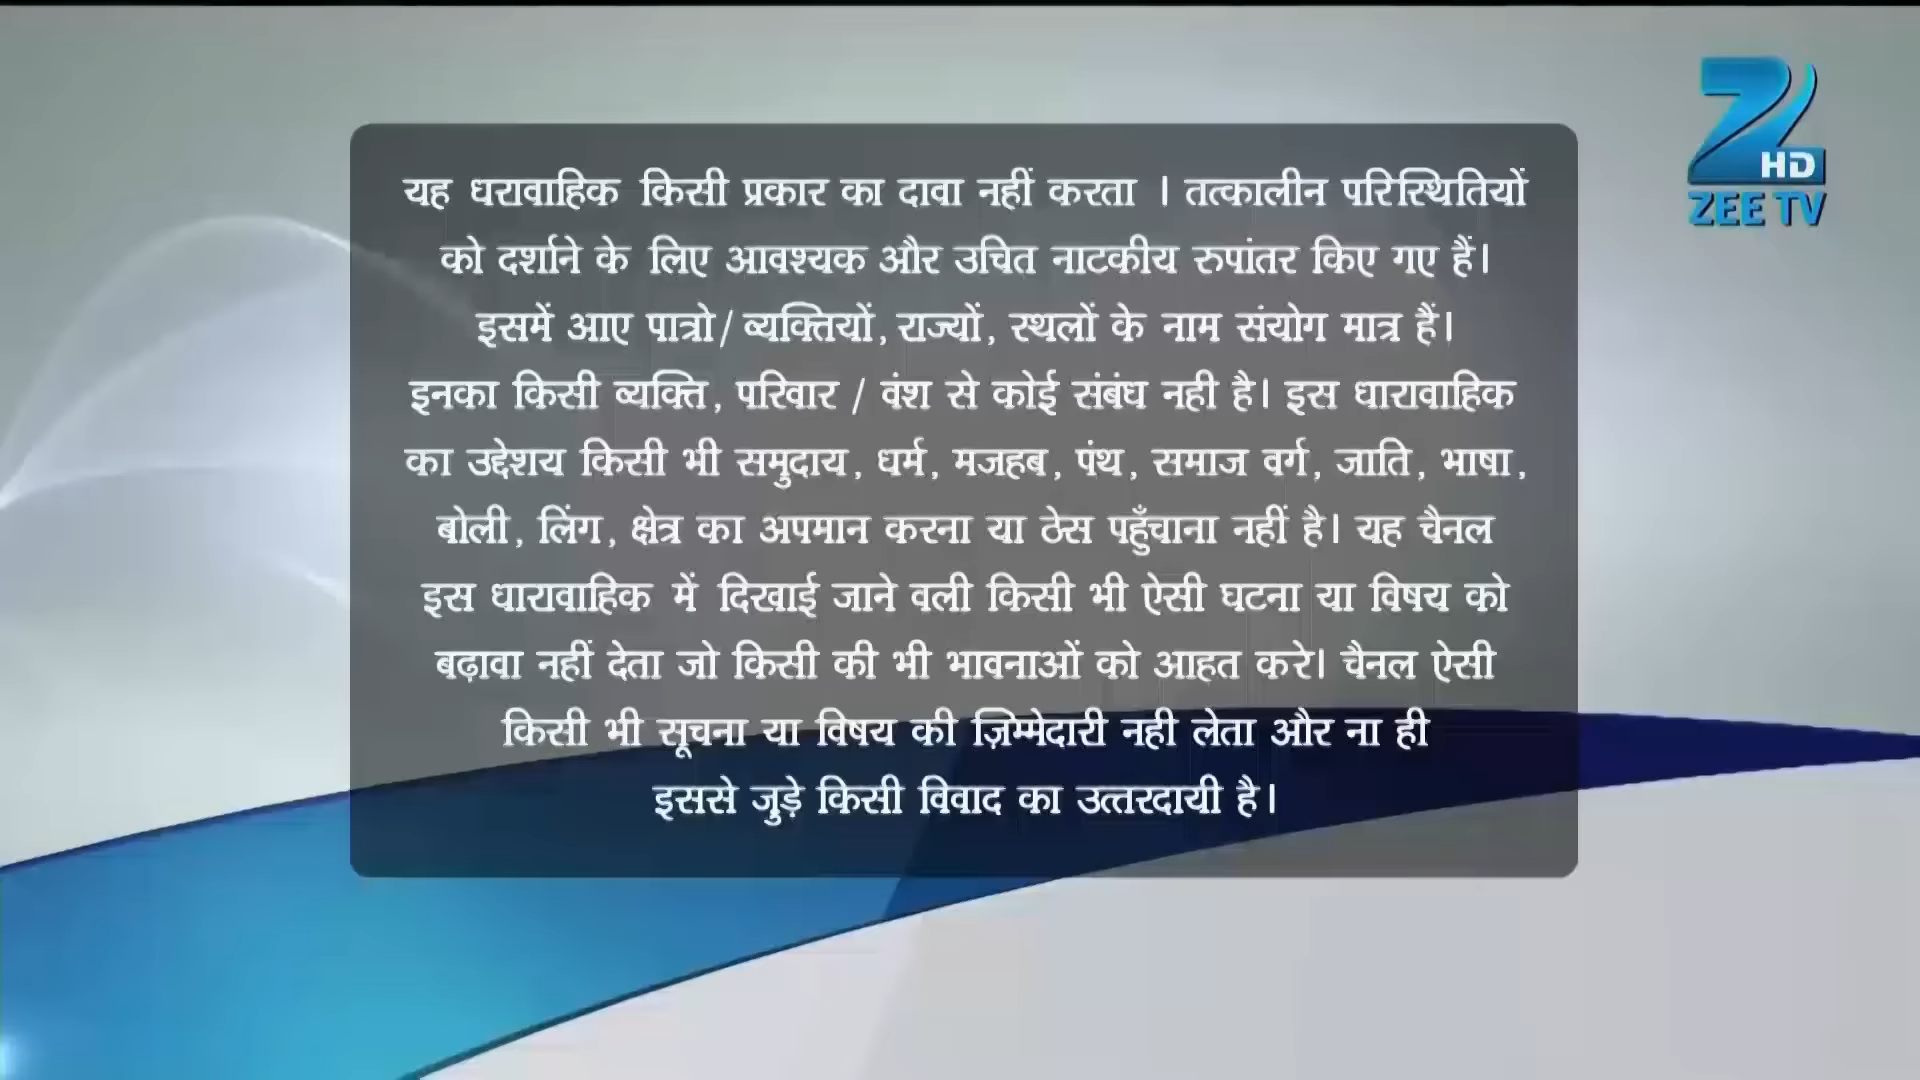 HD
ZEE TV
यह धरावाहिक किसी प्रकार का दावा नहीं करता । तत्कालीन परिस्थितियों
को दर्शाने के लिए आवश्यक और उचित नाटकीय रुपांतर किए गए हैं।
इसमें आए पात्रो/ व्यक्तियों, राज्यों, स्थलों के नाम संयोग मात्र हैं।
इनका किसी व्यक्ति, परिवार / वंश से कोई संबंध नही है। इस धारावाहिक
का उद्देशय किसी भी समुदाय, धर्म, मजहब, पंथ, समाज वर्ग, जाति, भाषा,
बोली, लिंग, क्षेत्र का अपमान करना या ठेस पहुँचाना नहीं है। यह चैनल
इस धारावाहिक में दिखाई जाने वली किसी भी ऐसी घटना या विषय को
बढ़ावा नहीं देता जो किसी की भी भावनाओं को आहत करे। चैनल ऐसी
किसी भी सूचना या विषय की ज़िम्मेदारी नही लेता और ना ही
इससे जुड़े किसी विवाद का उत्तरदायी है।